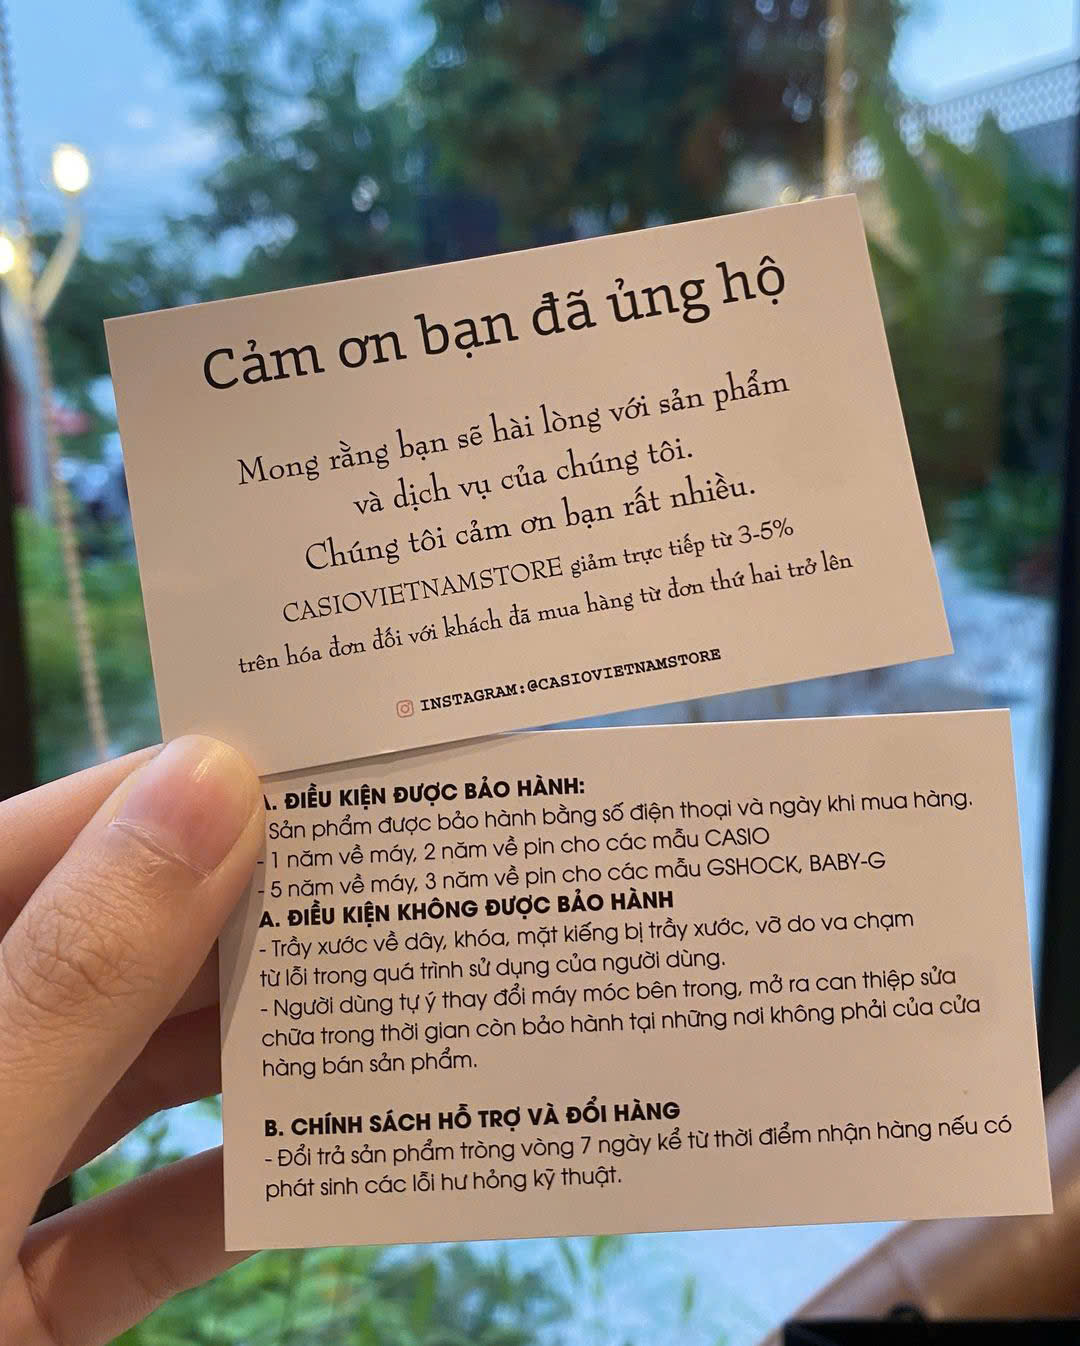 Cảm ơn bạn đã ủng hộ
Mong rằng bạn sẽ hài lòng với sản phẩm
và dịch vụ của chúng tôi.
Chúng tôi cảm ơn bạn rất nhiều.
CASIOVIETNAMSTORE giảm trực tiếp từ 3-5%
trên hóa đơn đối với khách đã mua hàng từ đơn thứ hai trở lên
INSTAGRAM:@CASIOVIETNAMSTORE
. ĐIỀU KIỆN ĐƯỢC BẢO HÀNH:
Sản phẩm được bảo hành bằng số điện thoại và ngày khi mua hàng.
- 1 năm về máy, 2 năm về pin cho các mẫu CASIO
- 5 năm về máy, 3 năm về pin cho các mẫu GSHOCK, BABY-G
A. ĐIỀU KIỆN KHÔNG ĐƯỢC BẢO HÀNH
- Trầy xước về dây, khóa, mặt kiếng bị trầy xước, vỡ do va chạm
từ lỗi trong quá trình sử dụng của người dùng.
- Người dùng tự ý thay đổi máy móc bên trong, mở ra can thiệp sửa
chữa trong thời gian còn bảo hành tại những nơi không phải của cửa
hàng bán sản phẩm.
B. CHÍNH SÁCH HỖ TRỢ VÀ ĐỔI HÀNG
- Đổi trả sản phẩm tròng vòng 7 ngày kể từ thời điểm nhận hàng nếu có
phát sinh các lỗi hư hỏng kỹ thuật.